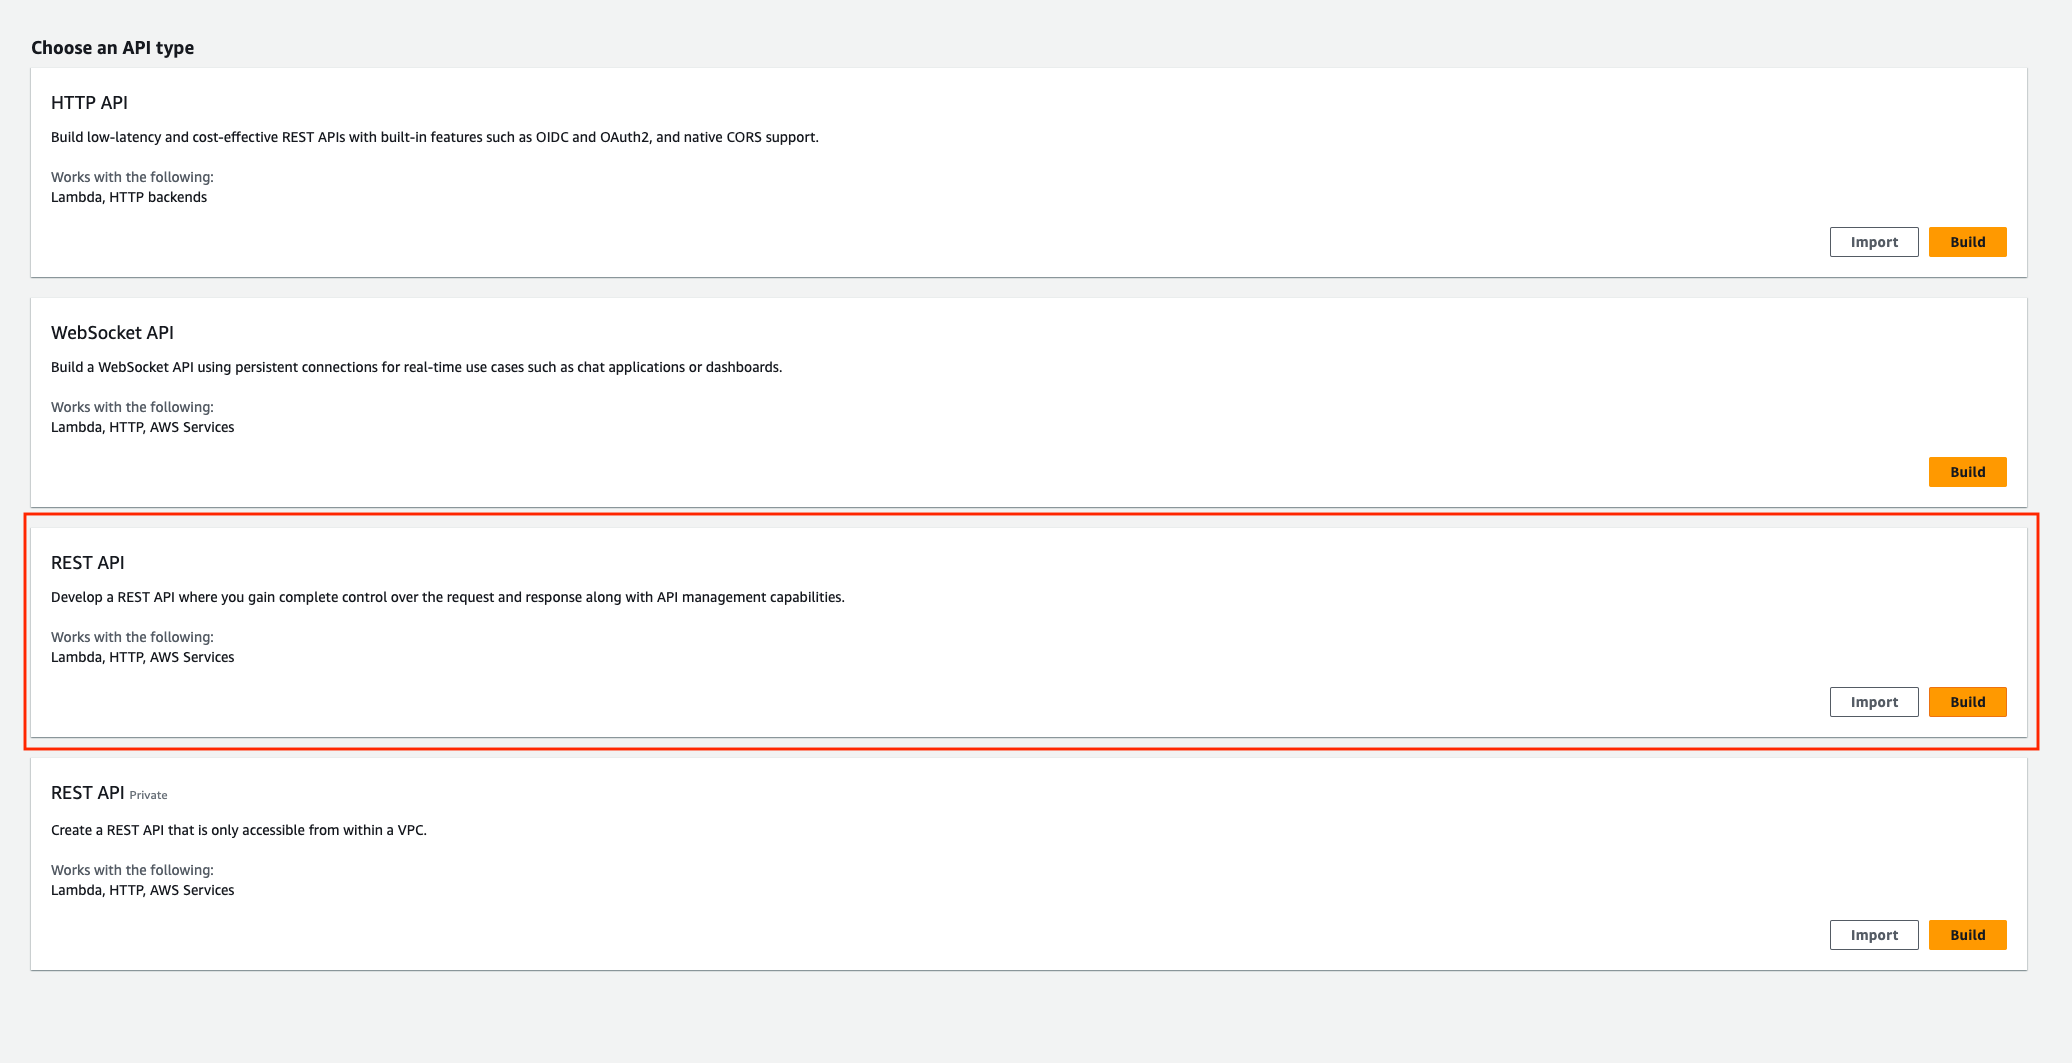 Choose an API type
HTTP API
Build low-latency and cost-effective REST APIs with built-in features such as OIDC and OAuth2, and native CORS support.
Works with the following:
Lambda, HTTP backends
Import Build
WebSocket API
Build a WebSocket API using persistent connections for real-time use cases such as chat applications or dashboards.
Works with the following:
Lambda, HTTP, AWS Services
Build
REST API
Develop a REST API where you gain complete control over the request and response along with API management capabilities.
Works with the following:
Lambda, HTTP, AWS Services
Import Build
REST API Private
Create a REST API that is only accessible from within a VPC.
Works with the following:
Lambda, HTTP, AWS Services
Import Build